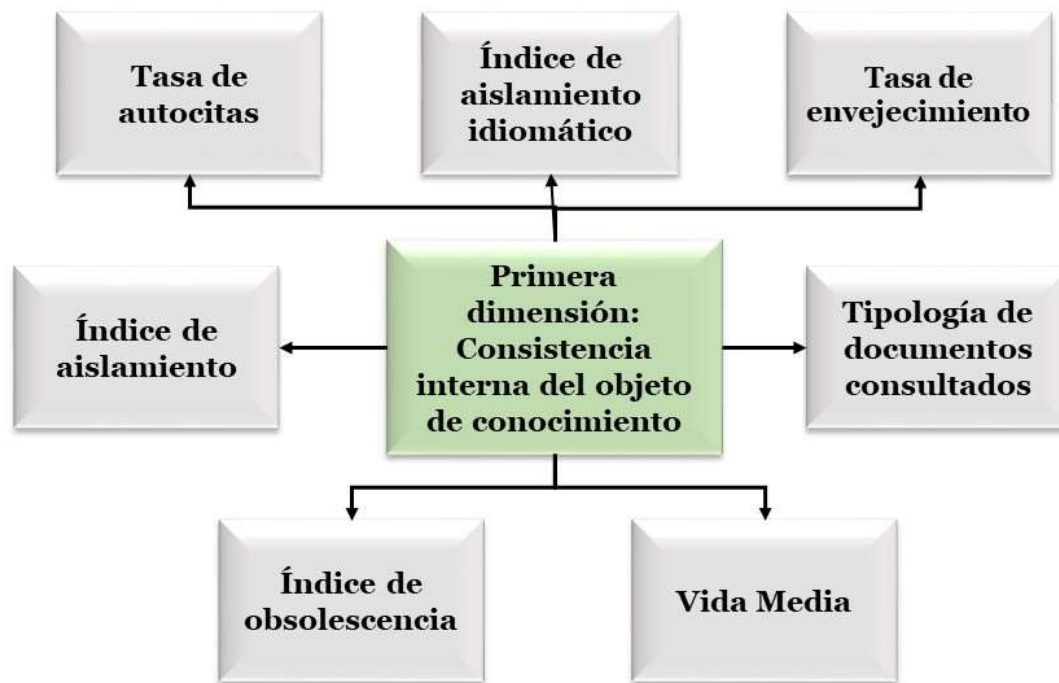 Tasa de
autocitas
Índice de
aislamiento
idiomático
Tasa de
envejecimiento
Índice de
aislamiento
Primera
dimensión:
Consistencia
interna del objeto
de conocimiento
Tipología de
documentos
consultados
Índice de
obsolescencia
Vida Media